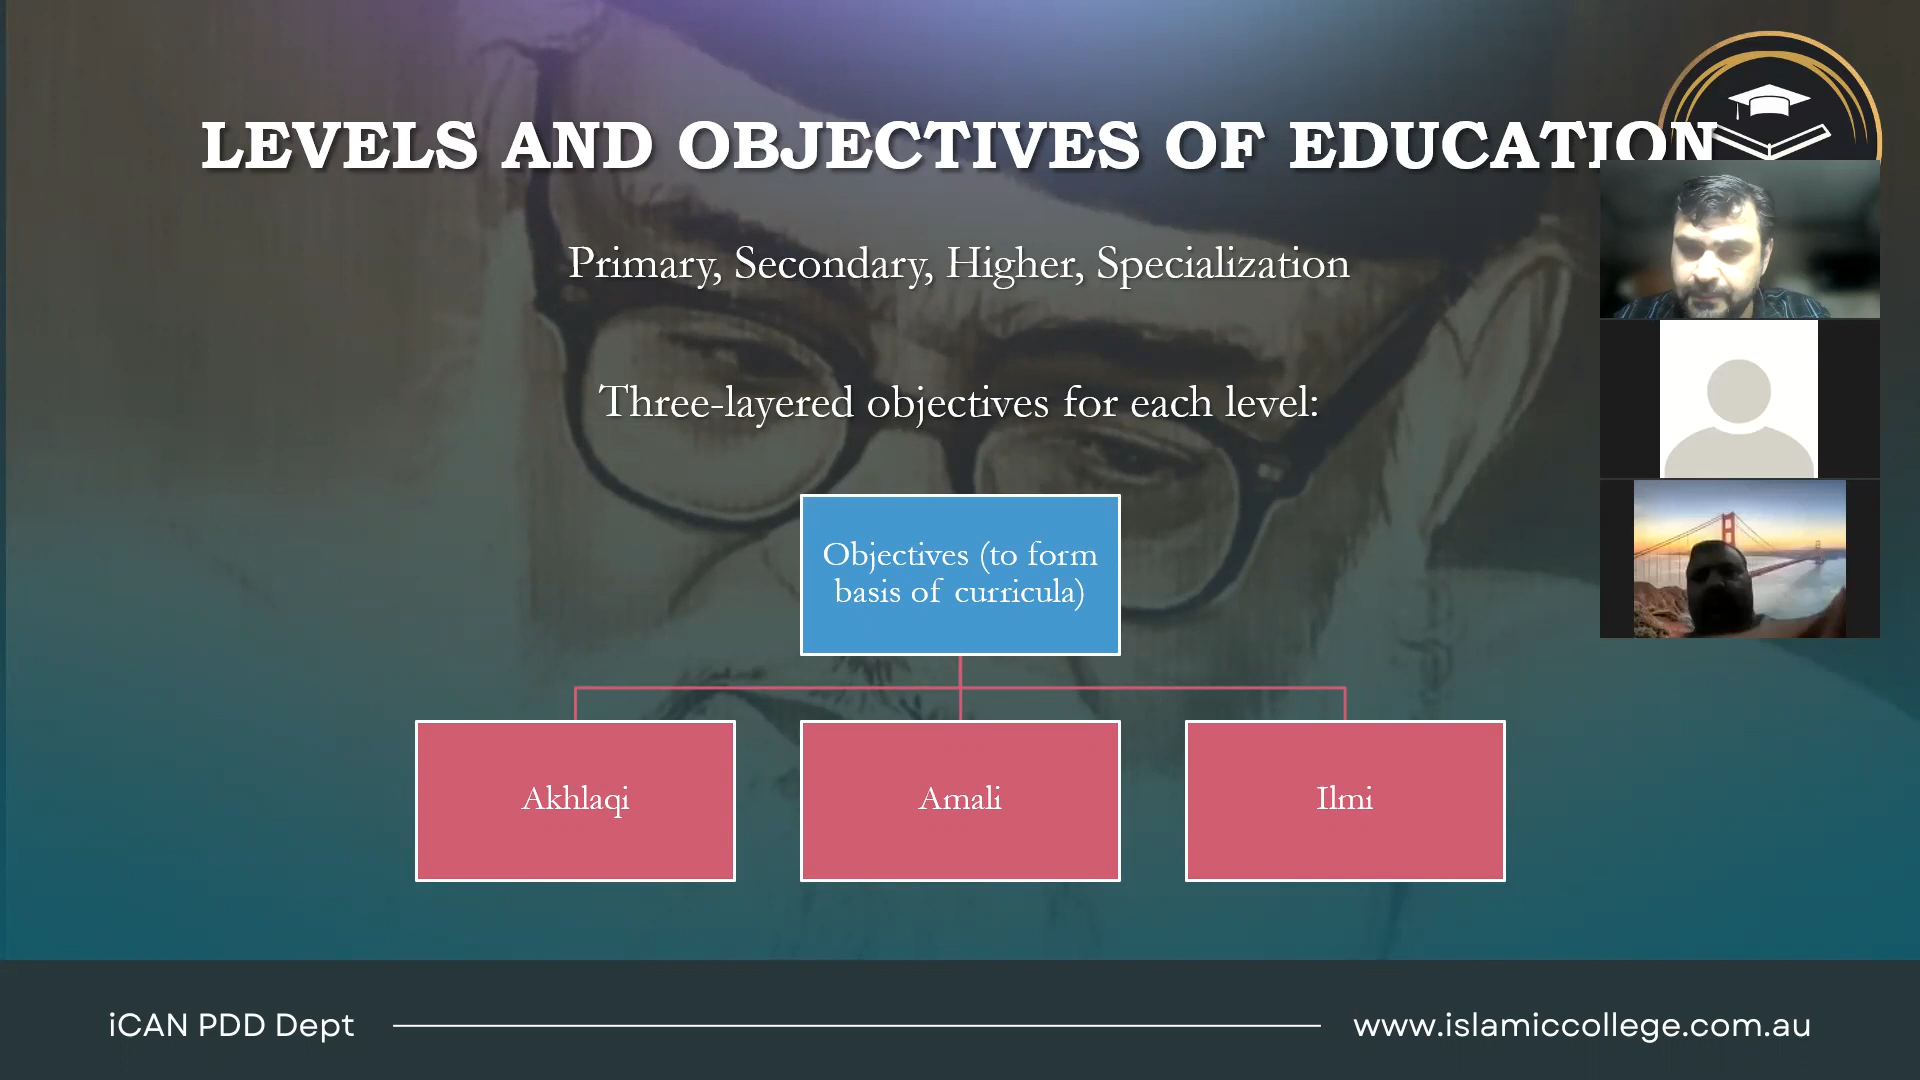 LEVELS AND OBJECTIVES OF EDUCATION
Primary, Secondary, Higher, Specialization
Three-layered objectives for each level:
Objectives (to form
basis of curricula)
Akhlaqi
Amali
Ilmi
iCAN PDD Dept
www.islamiccollege.com.au